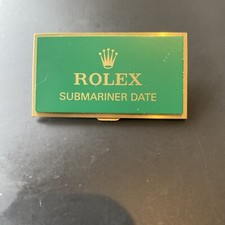 ROLEX
SUBMARINER DATE